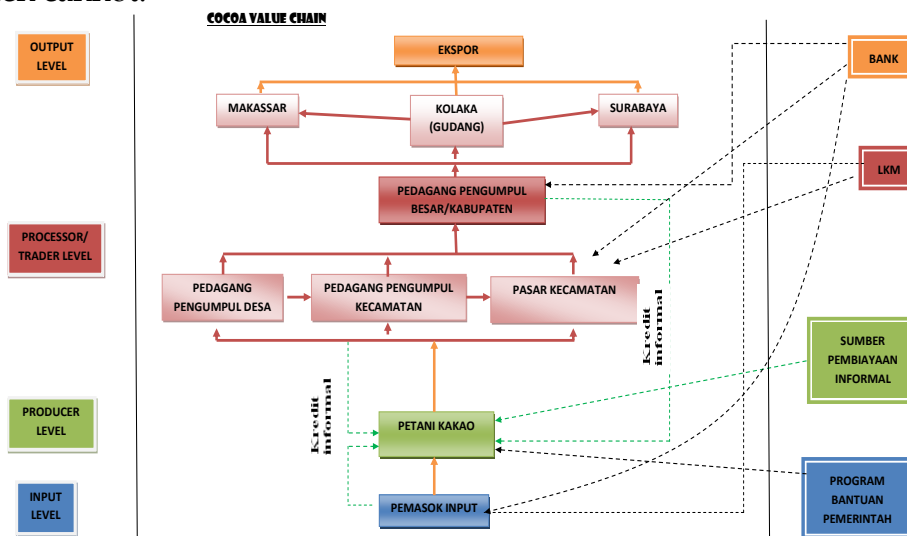 COCOA VALUE CHAIN
OUTPUT
LEVEL
EKSPOR
BANK
MAKASSAR
KOLAKA
(GUDANG)
SURABAYA
LKM
PEDAGANG PENGUMPUL
BESAR/KABUPATEN
PROCESSOR/
TRADER LEVEL
PEDAGANG
PENGUMPUL DESA
PEDAGANG PENGUMPUL
KECAMATAN
PASAR KECAMATAN
Kredit
informal
SUMBER
PEMBIAYAAN
INFORMAL
Kredit
informal
PRODUCER
LEVEL
PETANI KAKAO
INPUT
LEVEL
PEMASOK INPUT
PROGRAM
BANTUAN
PEMERINTAH